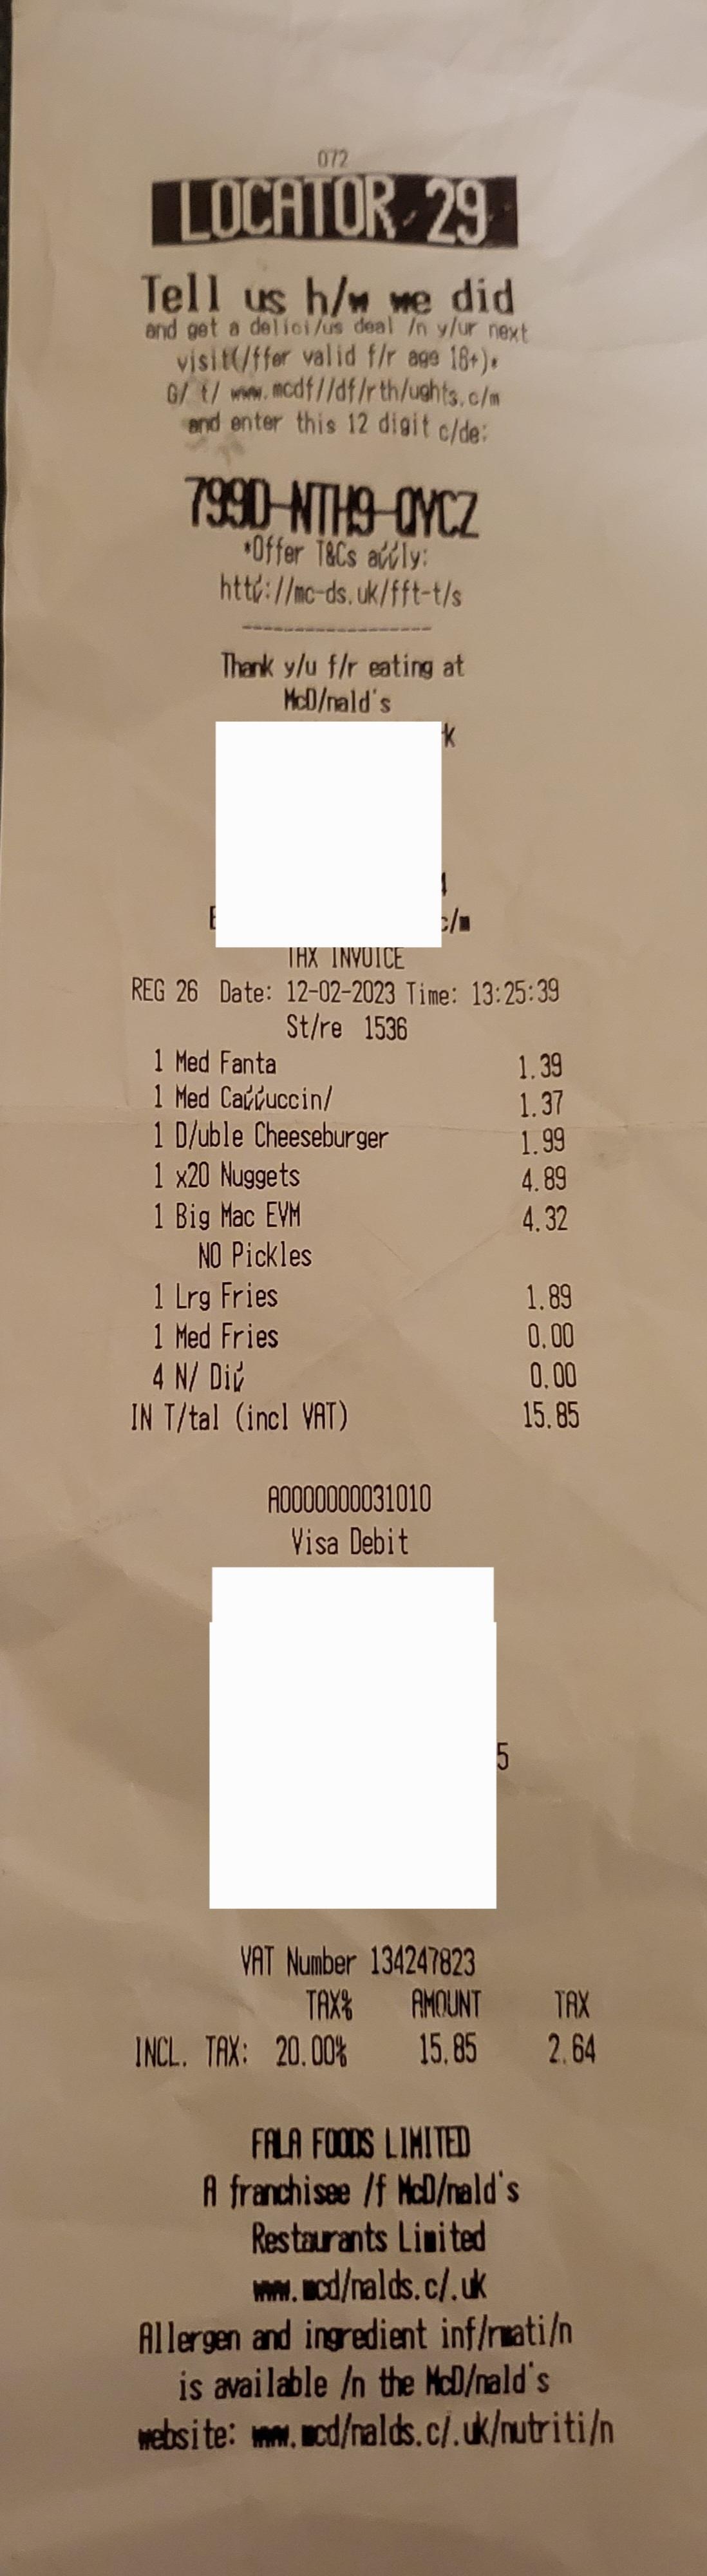 072
LOCATOR 29
Tell us h/w we did
and get a delici/us deal /n y/ur next
visit(/ffer valid f/r age 16+)*
G/ t/ www.mcdf//df/rth/ughts.c/m
and enter this 12 digit c/de:
799D-NTH9-QYCZ
*Offer T&Cs a₡₡ly:
htt₡://mc-ds.uk/fft-t/s
------------------
Thank y/u f/r eating at
McD/nald's
k
c/m
TAX INVOICE
REG 26 Date: 12-02-2023 Time: 13:25:39
St/re 1536
1 Med Fanta 1.39
1 Med Ca₡₡uccin/ 1.37
1 D/uble Cheeseburger 1.99
1 x20 Nuggets 4.89
1 Big Mac EVM 4.32
NO Pickles
1 Lrg Fries 1.89
1 Med Fries 0.00
4 N/ Di₡ 0.00
IN T/tal (incl VAT) 15.85
A0000000031010
Visa Debit
5
VAT Number 134247823
TAX% AMOUNT TAX
INCL. TAX: 20.00% 15.85 2.64
FALA FOODS LIMITED
A franchisee /f McD/nald's
Restaurants Limited
www.mcd/nalds.c/.uk
Allergen and ingredient inf/rmati/n
is available /n the McD/nald's
website: www.mcd/nalds.c/.uk/nutriti/n